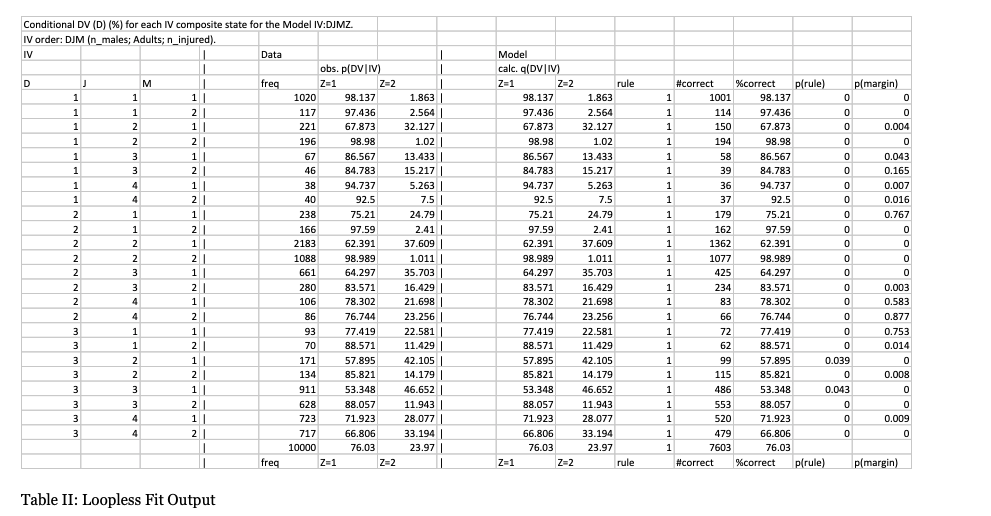 Conditional DV (D) (%) for each IV composite state for the Model IV:DJMZ.
IV order: DJM (n_males; Adults; n_injured).
IV | Data | Model
| obs. p(DV|IV) | calc. q(DV|IV)
D J M | freq Z=1 Z=2 | Z=1 Z=2 rule #correct %correct p(rule) p(margin)
1 1 1 | 1020 98.137 1.863 | 98.137 1.863 1 1001 98.137 0 0
1 1 2 | 117 97.436 2.564 | 97.436 2.564 1 114 97.436 0 0
1 2 1 | 221 67.873 32.127 | 67.873 32.127 1 150 67.873 0 0.004
1 2 2 | 196 98.98 1.02 | 98.98 1.02 1 194 98.98 0 0
1 3 1 | 67 86.567 13.433 | 86.567 13.433 1 58 86.567 0 0.043
1 3 2 | 46 84.783 15.217 | 84.783 15.217 1 39 84.783 0 0.165
1 4 1 | 38 94.737 5.263 | 94.737 5.263 1 36 94.737 0 0.007
1 4 2 | 40 92.5 7.5 | 92.5 7.5 1 37 92.5 0 0.016
2 1 1 | 238 75.21 24.79 | 75.21 24.79 1 179 75.21 0 0.767
2 1 2 | 166 97.59 2.41 | 97.59 2.41 1 162 97.59 0 0
2 2 1 | 2183 62.391 37.609 | 62.391 37.609 1 1362 62.391 0 0
2 2 2 | 1088 98.989 1.011 | 98.989 1.011 1 1077 98.989 0 0
2 3 1 | 661 64.297 35.703 | 64.297 35.703 1 425 64.297 0 0
2 3 2 | 280 83.571 16.429 | 83.571 16.429 1 234 83.571 0 0.003
2 4 1 | 106 78.302 21.698 | 78.302 21.698 1 83 78.302 0 0.583
2 4 2 | 86 76.744 23.256 | 76.744 23.256 1 66 76.744 0 0.877
3 1 1 | 93 77.419 22.581 | 77.419 22.581 1 72 77.419 0 0.753
3 1 2 | 70 88.571 11.429 | 88.571 11.429 1 62 88.571 0 0.014
3 2 1 | 171 57.895 42.105 | 57.895 42.105 1 99 57.895 0.039 0
3 2 2 | 134 85.821 14.179 | 85.821 14.179 1 115 85.821 0 0.008
3 3 1 | 911 53.348 46.652 | 53.348 46.652 1 486 53.348 0.043 0
3 3 2 | 628 88.057 11.943 | 88.057 11.943 1 553 88.057 0 0
3 4 1 | 723 71.923 28.077 | 71.923 28.077 1 520 71.923 0 0.009
3 4 2 | 717 66.806 33.194 | 66.806 33.194 1 479 66.806 0 0
| 10000 76.03 23.97 | 76.03 23.97 1 7603 76.03
| freq Z=1 Z=2 | Z=1 Z=2 rule #correct %correct p(rule) p(margin)
Table II: Loopless Fit Output